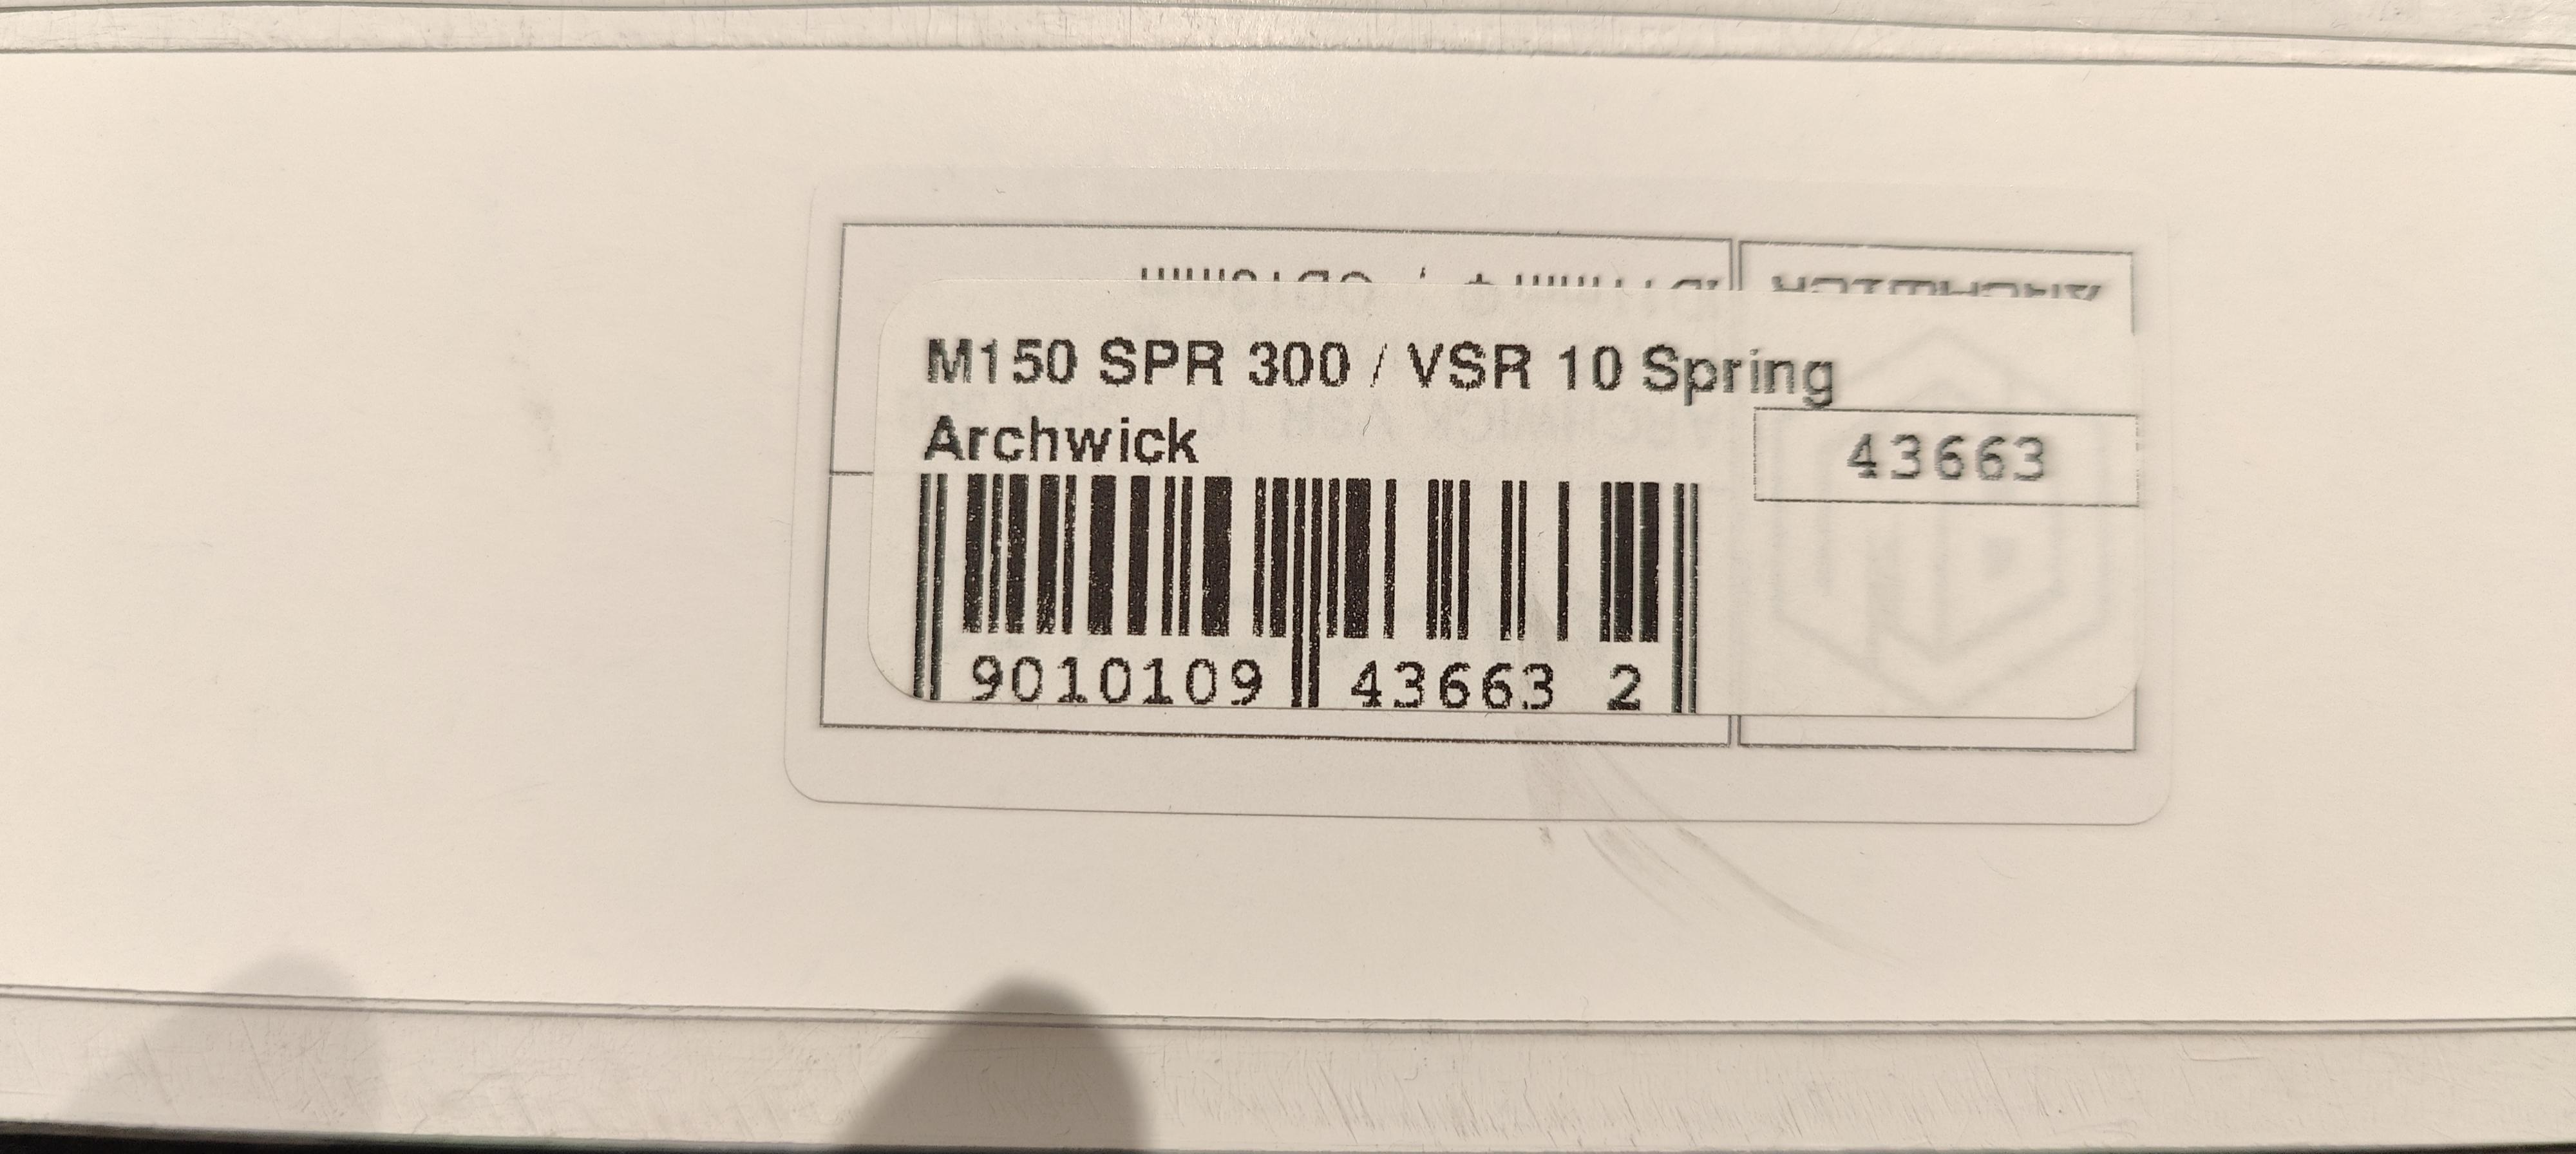 M150 SPR 300 / VSR 10 Spring
Archwick
43663
9010109 43663 2